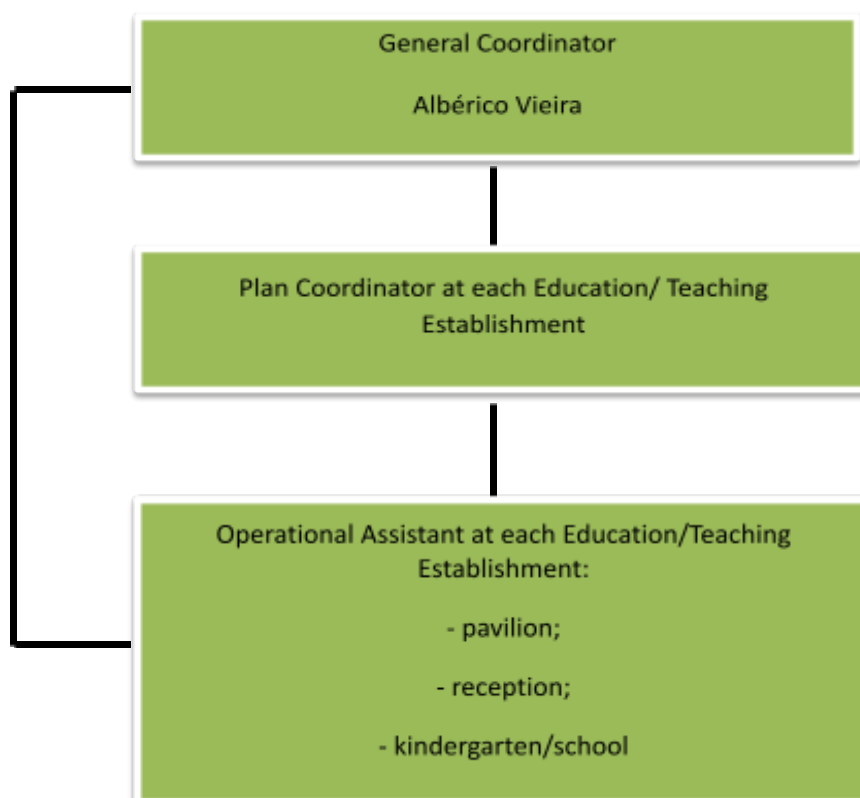 General Coordinator
Albérico Vieira
Plan Coordinator at each Education/ Teaching
Establishment
Operational Assistant at each Education/Teaching
Establishment:
- pavilion;
- reception;
- kindergarten/school